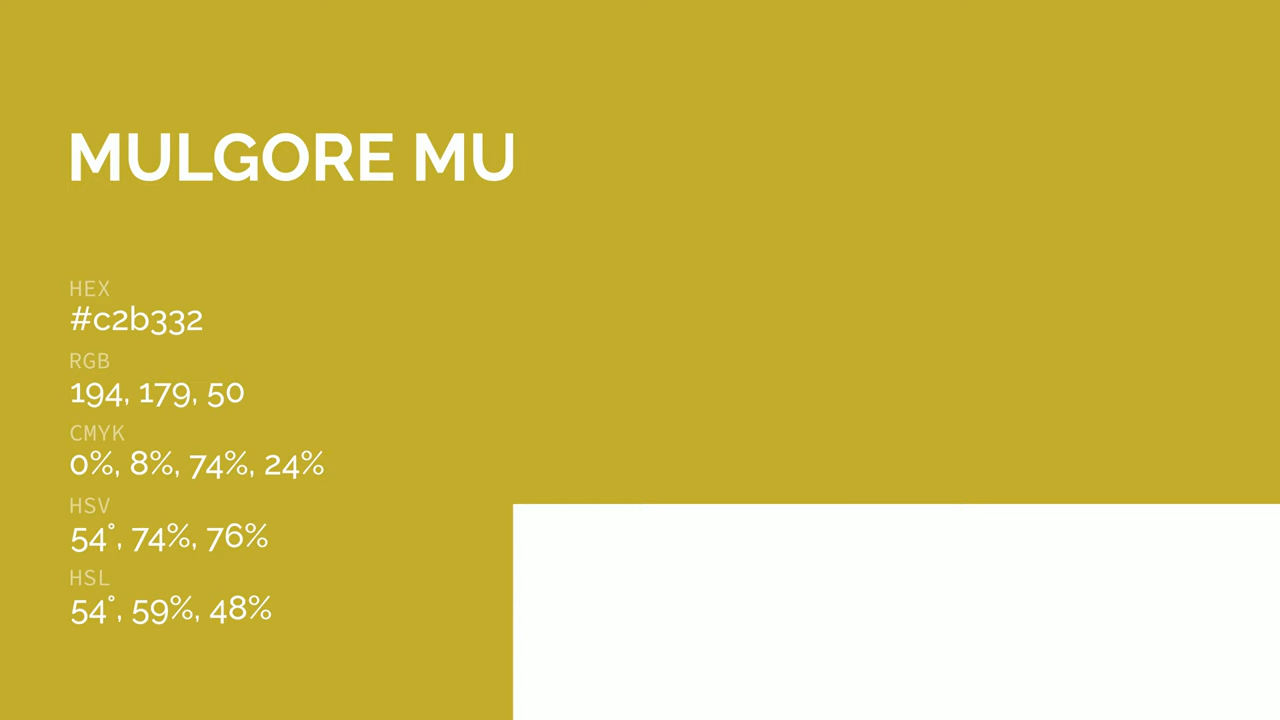 MULGORE MU
HEX
#c2b332
RGB
194, 179, 50
CMYK
0%, 8%, 74%, 24%
HSV
54°, 74%, 76%
HSL
54°, 59%, 48%